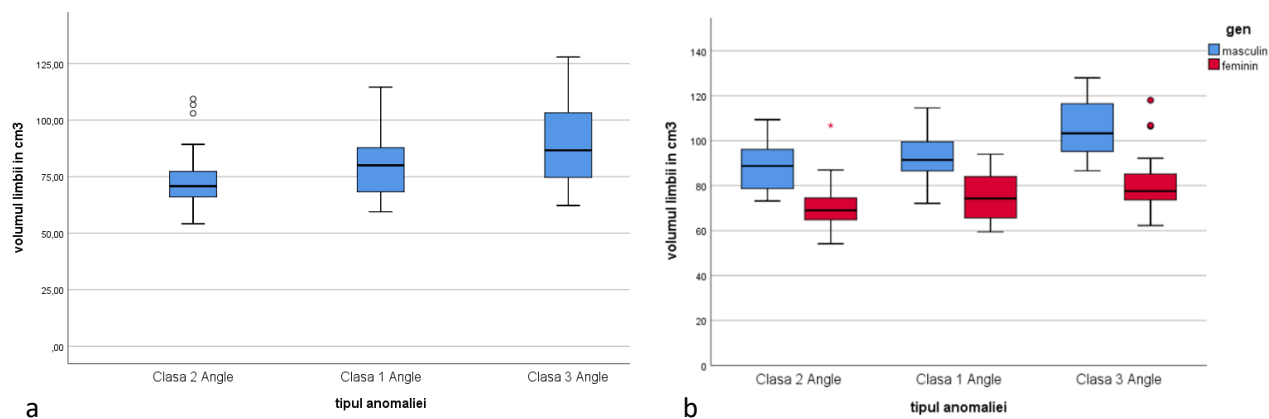 volumul limbii in cm3
125,00
100,00
75,00
50,00
25,00
,00
Clasa 2 Angle
Clasa 1 Angle
Clasa 3 Angle
tipul anomaliei
a
gen
masculin
feminin
volumul limbii in cm3
140
120
100
80
60
40
20
0
Clasa 2 Angle
Clasa 1 Angle
Clasa 3 Angle
tipul anomaliei
b